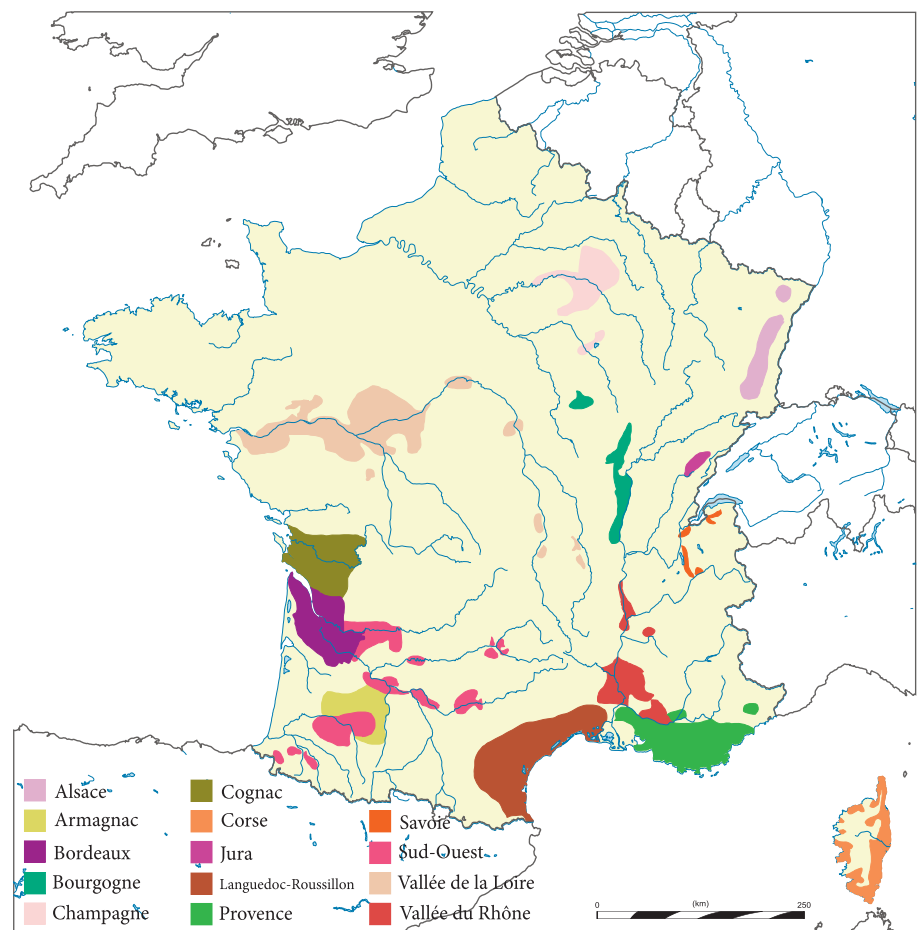 Alsace
Armagnac
Bordeaux
Bourgogne
Champagne
Cognac
Corse
Jura
Languedoc-Roussillon
Provence
Savoie
Sud-Ouest
Vallée de la Loire
Vallée du Rhône
0 (km) 250